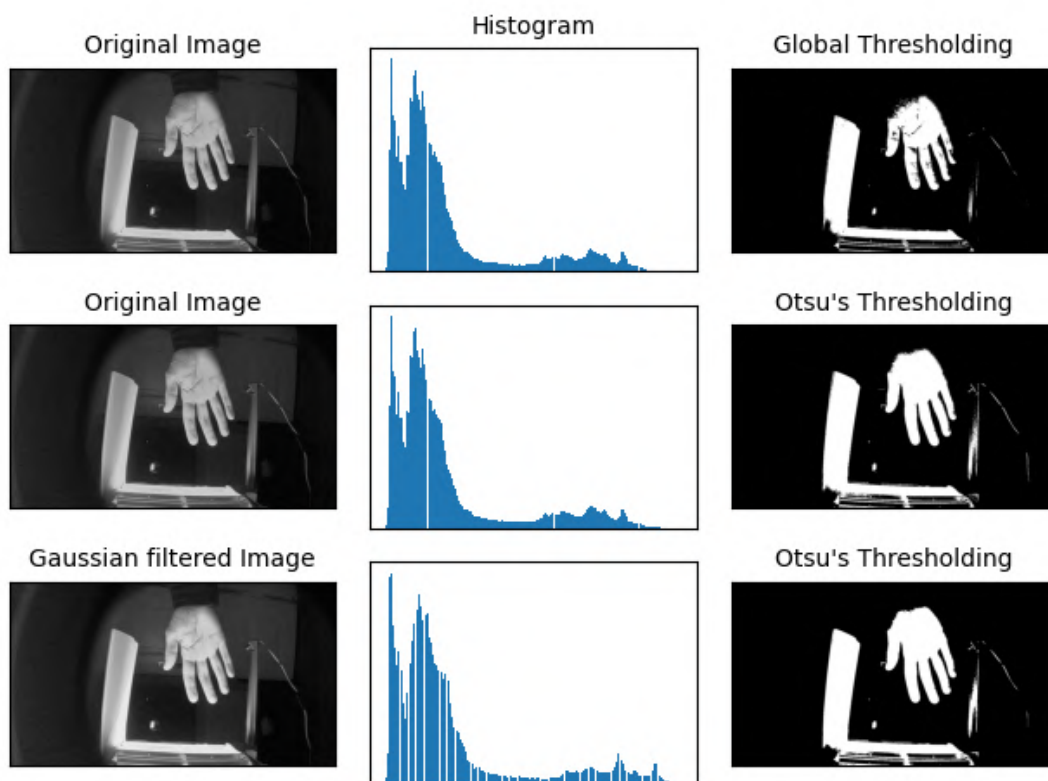 Original Image
Histogram
Global Thresholding
Original Image
Otsu's Thresholding
Gaussian filtered Image
Otsu's Thresholding